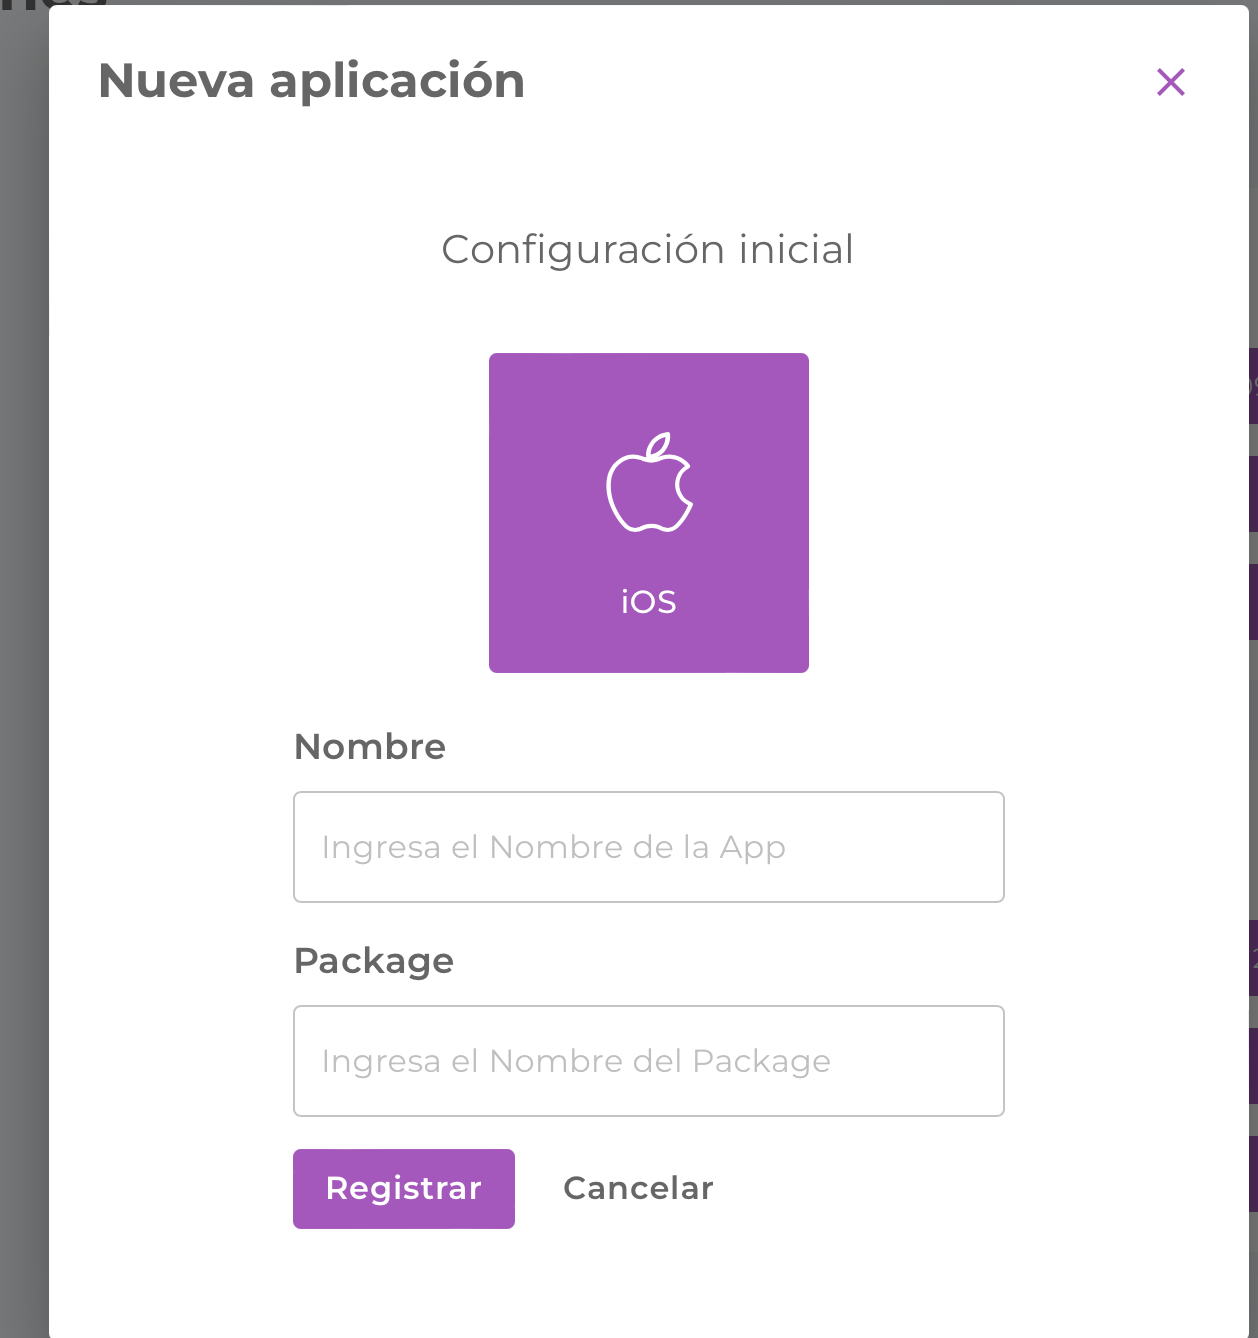 Nueva aplicación
Configuración inicial
iOS
Nombre
Ingresa el Nombre de la App
Package
Ingresa el Nombre del Package
Registrar
Cancelar